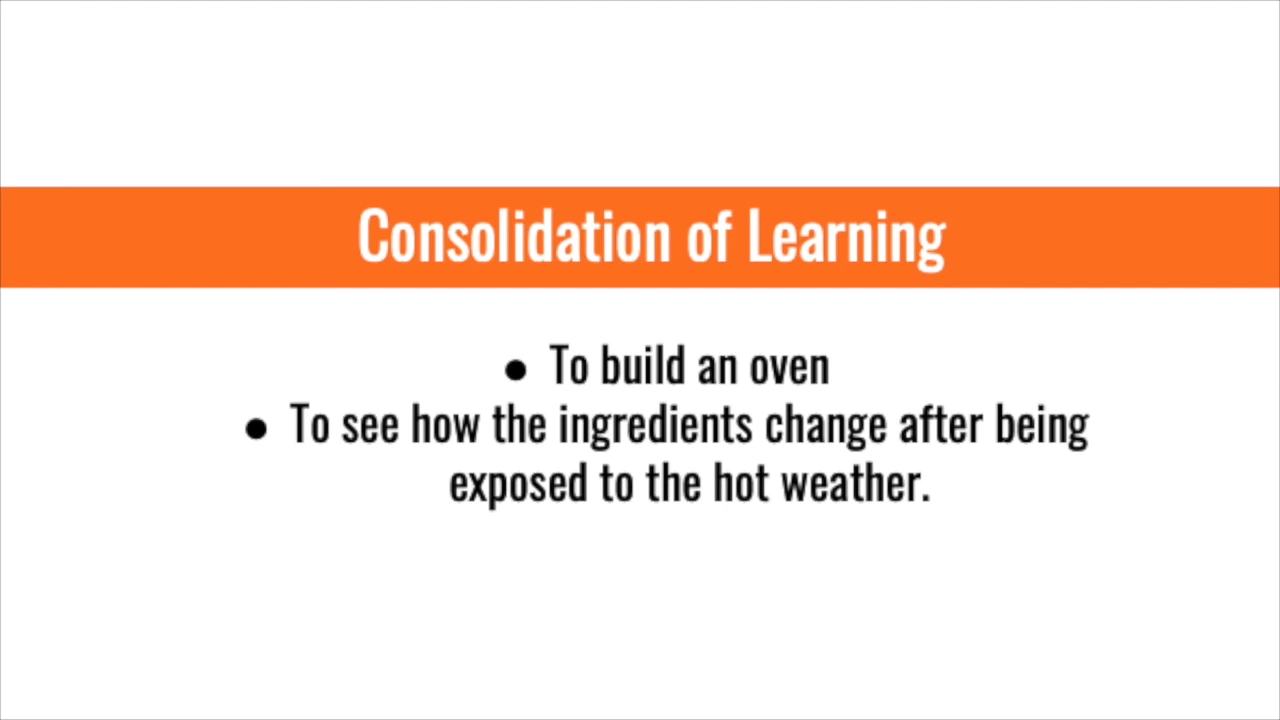 Consolidation of Learning
● To build an oven
● To see how the ingredients change after being
exposed to the hot weather.